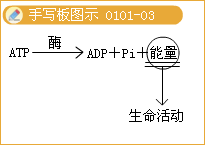 手写板图示 0101-03
酶
ATP → ADP+Pi+能量
生命活动